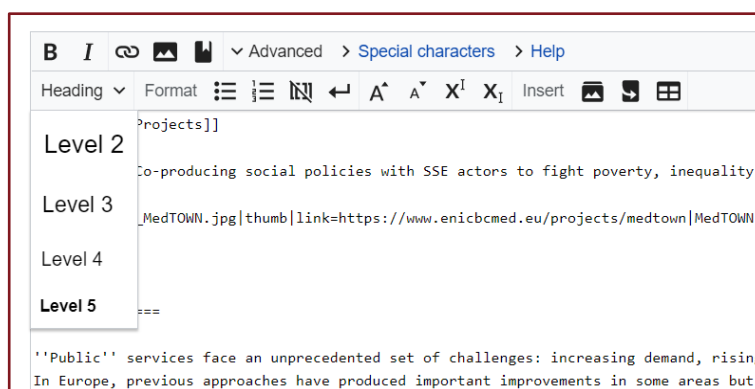 B I Advanced Special characters Help
Heading Format A A X X Insert
Level 2
Level 3
Level 4
Level 5
Projects]]
Co-producing social policies with SSE actors to fight poverty, inequality
_MedTOWN.jpg|thumb|link=https://www.enicbcmed.eu/projects/medtown|MedTOWN
===
''Public'' services face an unprecedented set of challenges: increasing demand, risin
In Europe, previous approaches have produced important improvements in some areas but